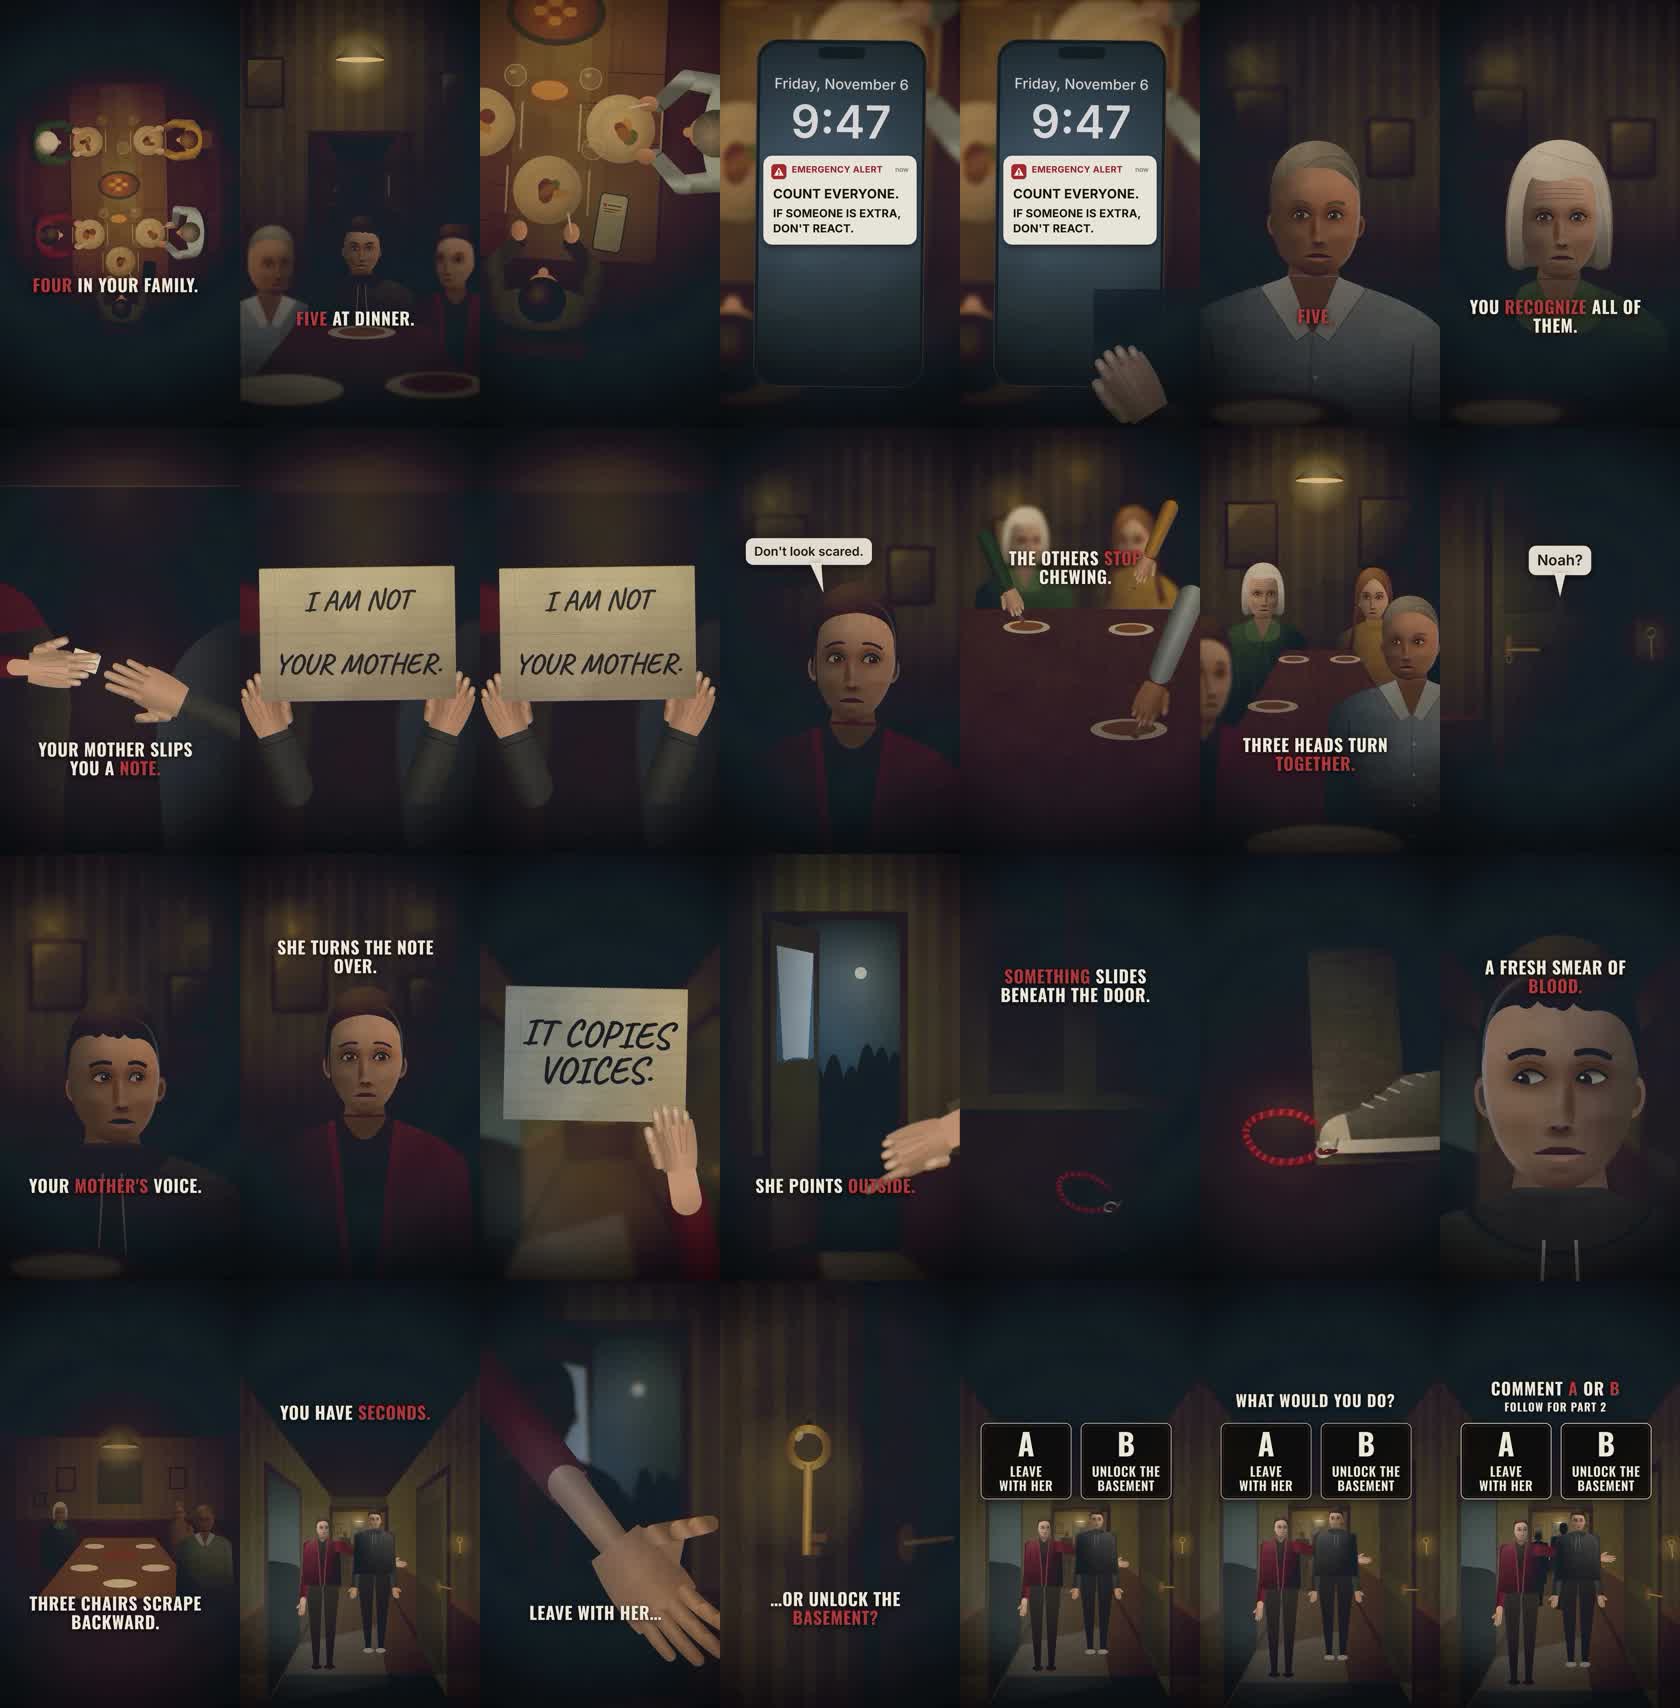 FOUR IN YOUR FAMILY.
FIVE AT DINNER.
Friday, November 6
9:47
EMERGENCY ALERT now
COUNT EVERYONE.
IF SOMEONE IS EXTRA,
DON'T REACT.
Friday, November 6
9:47
EMERGENCY ALERT now
COUNT EVERYONE.
IF SOMEONE IS EXTRA,
DON'T REACT.
FIVE.
YOU RECOGNIZE ALL OF
THEM.
YOUR MOTHER SLIPS
YOU A NOTE.
I AM NOT
YOUR MOTHER.
I AM NOT
YOUR MOTHER.
Don't look scared.
THE OTHERS STOP
CHEWING.
THREE HEADS TURN
TOGETHER.
Noah?
YOUR MOTHER'S VOICE.
SHE TURNS THE NOTE
OVER.
IT COPIES
VOICES.
SHE POINTS OUTSIDE.
SOMETHING SLIDES
BENEATH THE DOOR.
A FRESH SMEAR OF
BLOOD.
THREE CHAIRS SCRAPE
BACKWARD.
YOU HAVE SECONDS.
LEAVE WITH HER...
...OR UNLOCK THE
BASEMENT?
A
LEAVE
WITH HER
B
UNLOCK THE
BASEMENT
WHAT WOULD YOU DO?
A
LEAVE
WITH HER
B
UNLOCK THE
BASEMENT
COMMENT A OR B
FOLLOW FOR PART 2
A
LEAVE
WITH HER
B
UNLOCK THE
BASEMENT